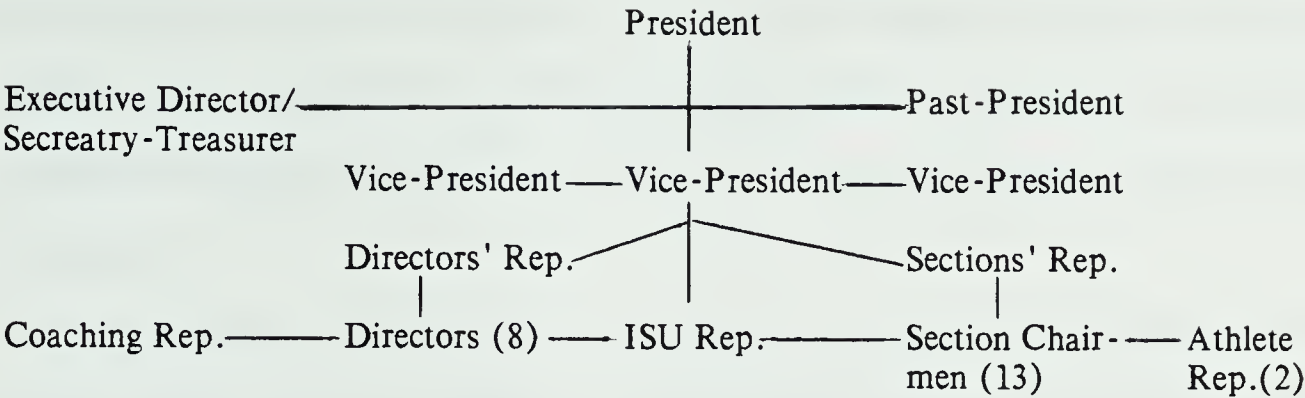 President
Executive Director/ Past-President
Secreatry-Treasurer
Vice-President Vice-President Vice-President
Directors' Rep. Sections' Rep.
Coaching Rep. Directors (8) ISU Rep. Section Chair- Athlete
men (13) Rep.(2)